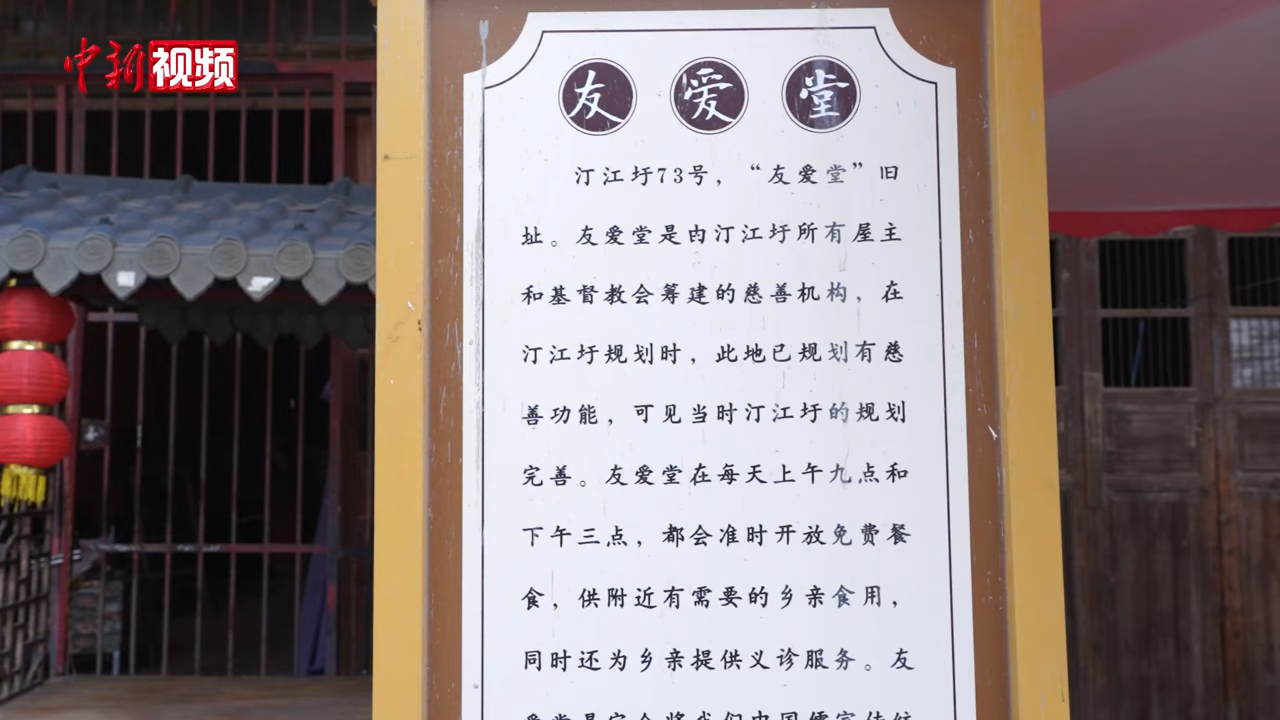 中新视频
友爱堂
汀江圩73号，“友爱堂”旧
址。友爱堂是由汀江圩所有屋主
和基督教会筹建的慈善机构，在
汀江圩规划时，此地已规划有慈
善功能，可见当时汀江圩的规划
完善。友爱堂在每天上午九点和
下午三点，都会准时开放免费餐
食，供附近有需要的乡亲食用，
同时还为乡亲提供义诊服务。友